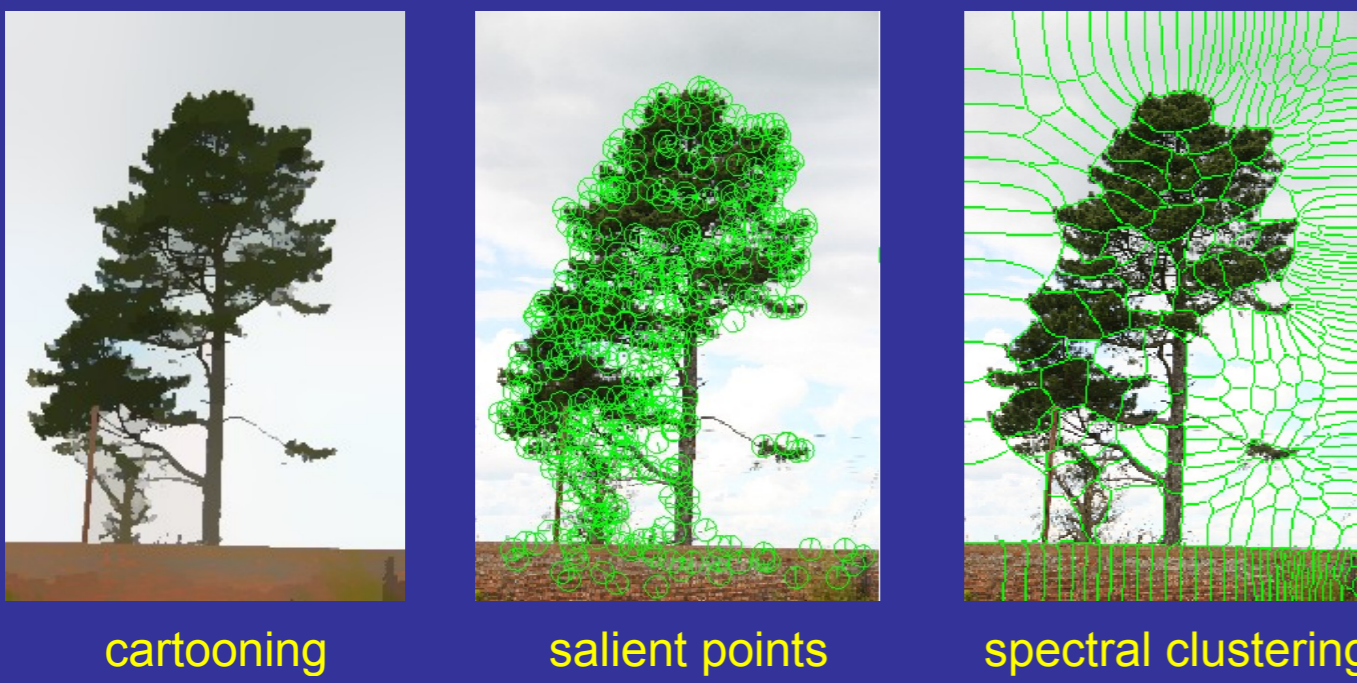 cartooning
salient points
spectral clustering